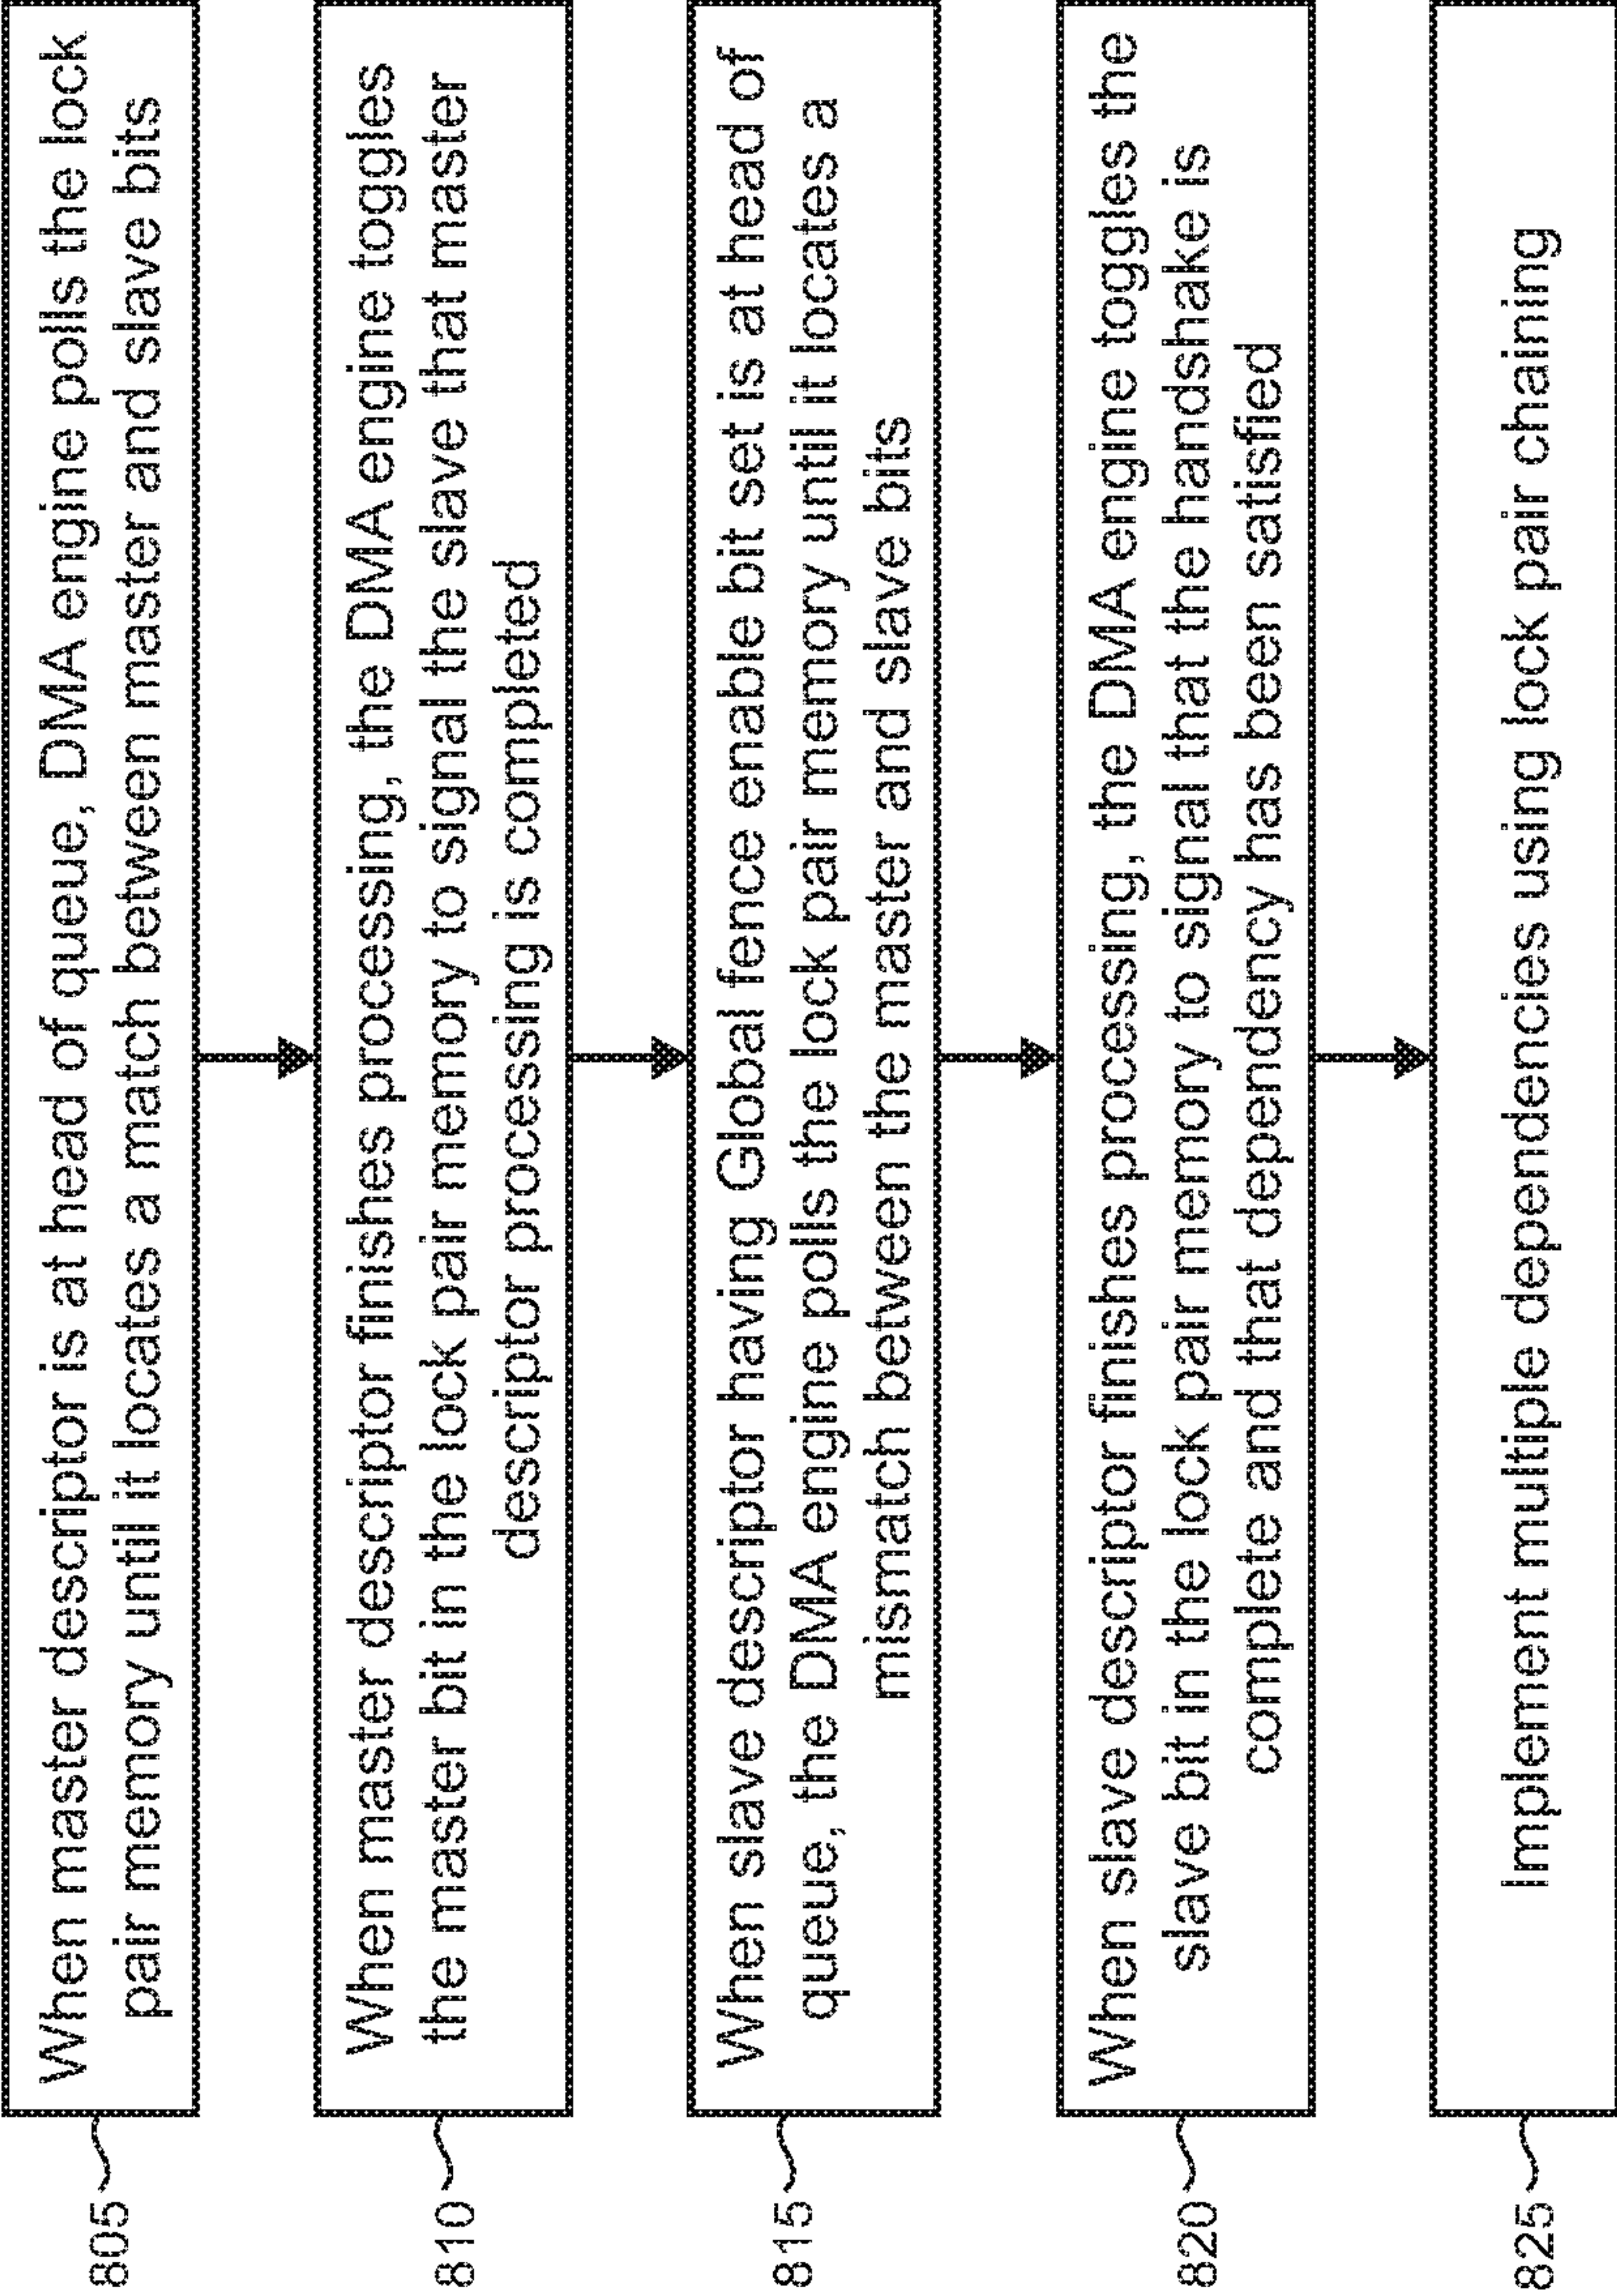 805
When master descriptor is at head of queue, DMA engine polls the lock
pair memory until it locates a match between master and slave bits
810
When master descriptor finishes processing, the DMA engine toggles
the master bit in the lock pair memory to signal the slave that master
descriptor processing is completed
815
When slave descriptor having Global fence enable bit set is at head of
queue, the DMA engine polls the lock pair memory until it locates a
mismatch between the master and slave bits
820
When slave descriptor finishes processing, the DMA engine toggles the
slave bit in the lock pair memory to signal that the handshake is
complete and that dependency has been satisfied
825
Implement multiple dependencies using lock pair chaining